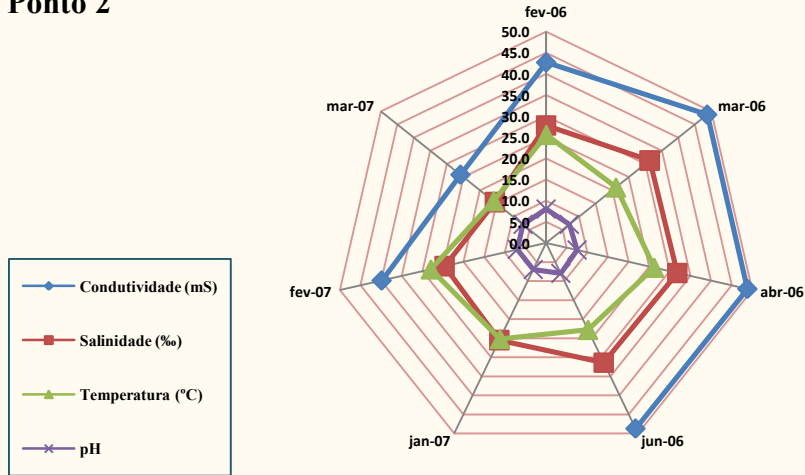 Ponto 2
fev-06
50.0
45.0
40.0
35.0
30.0
25.0
20.0
15.0
10.0
5.0
0.0
mar-06
abr-06
jun-06
jan-07
fev-07
mar-07
Condutividade (mS)
Salinidade (‰)
Temperatura (ºC)
pH